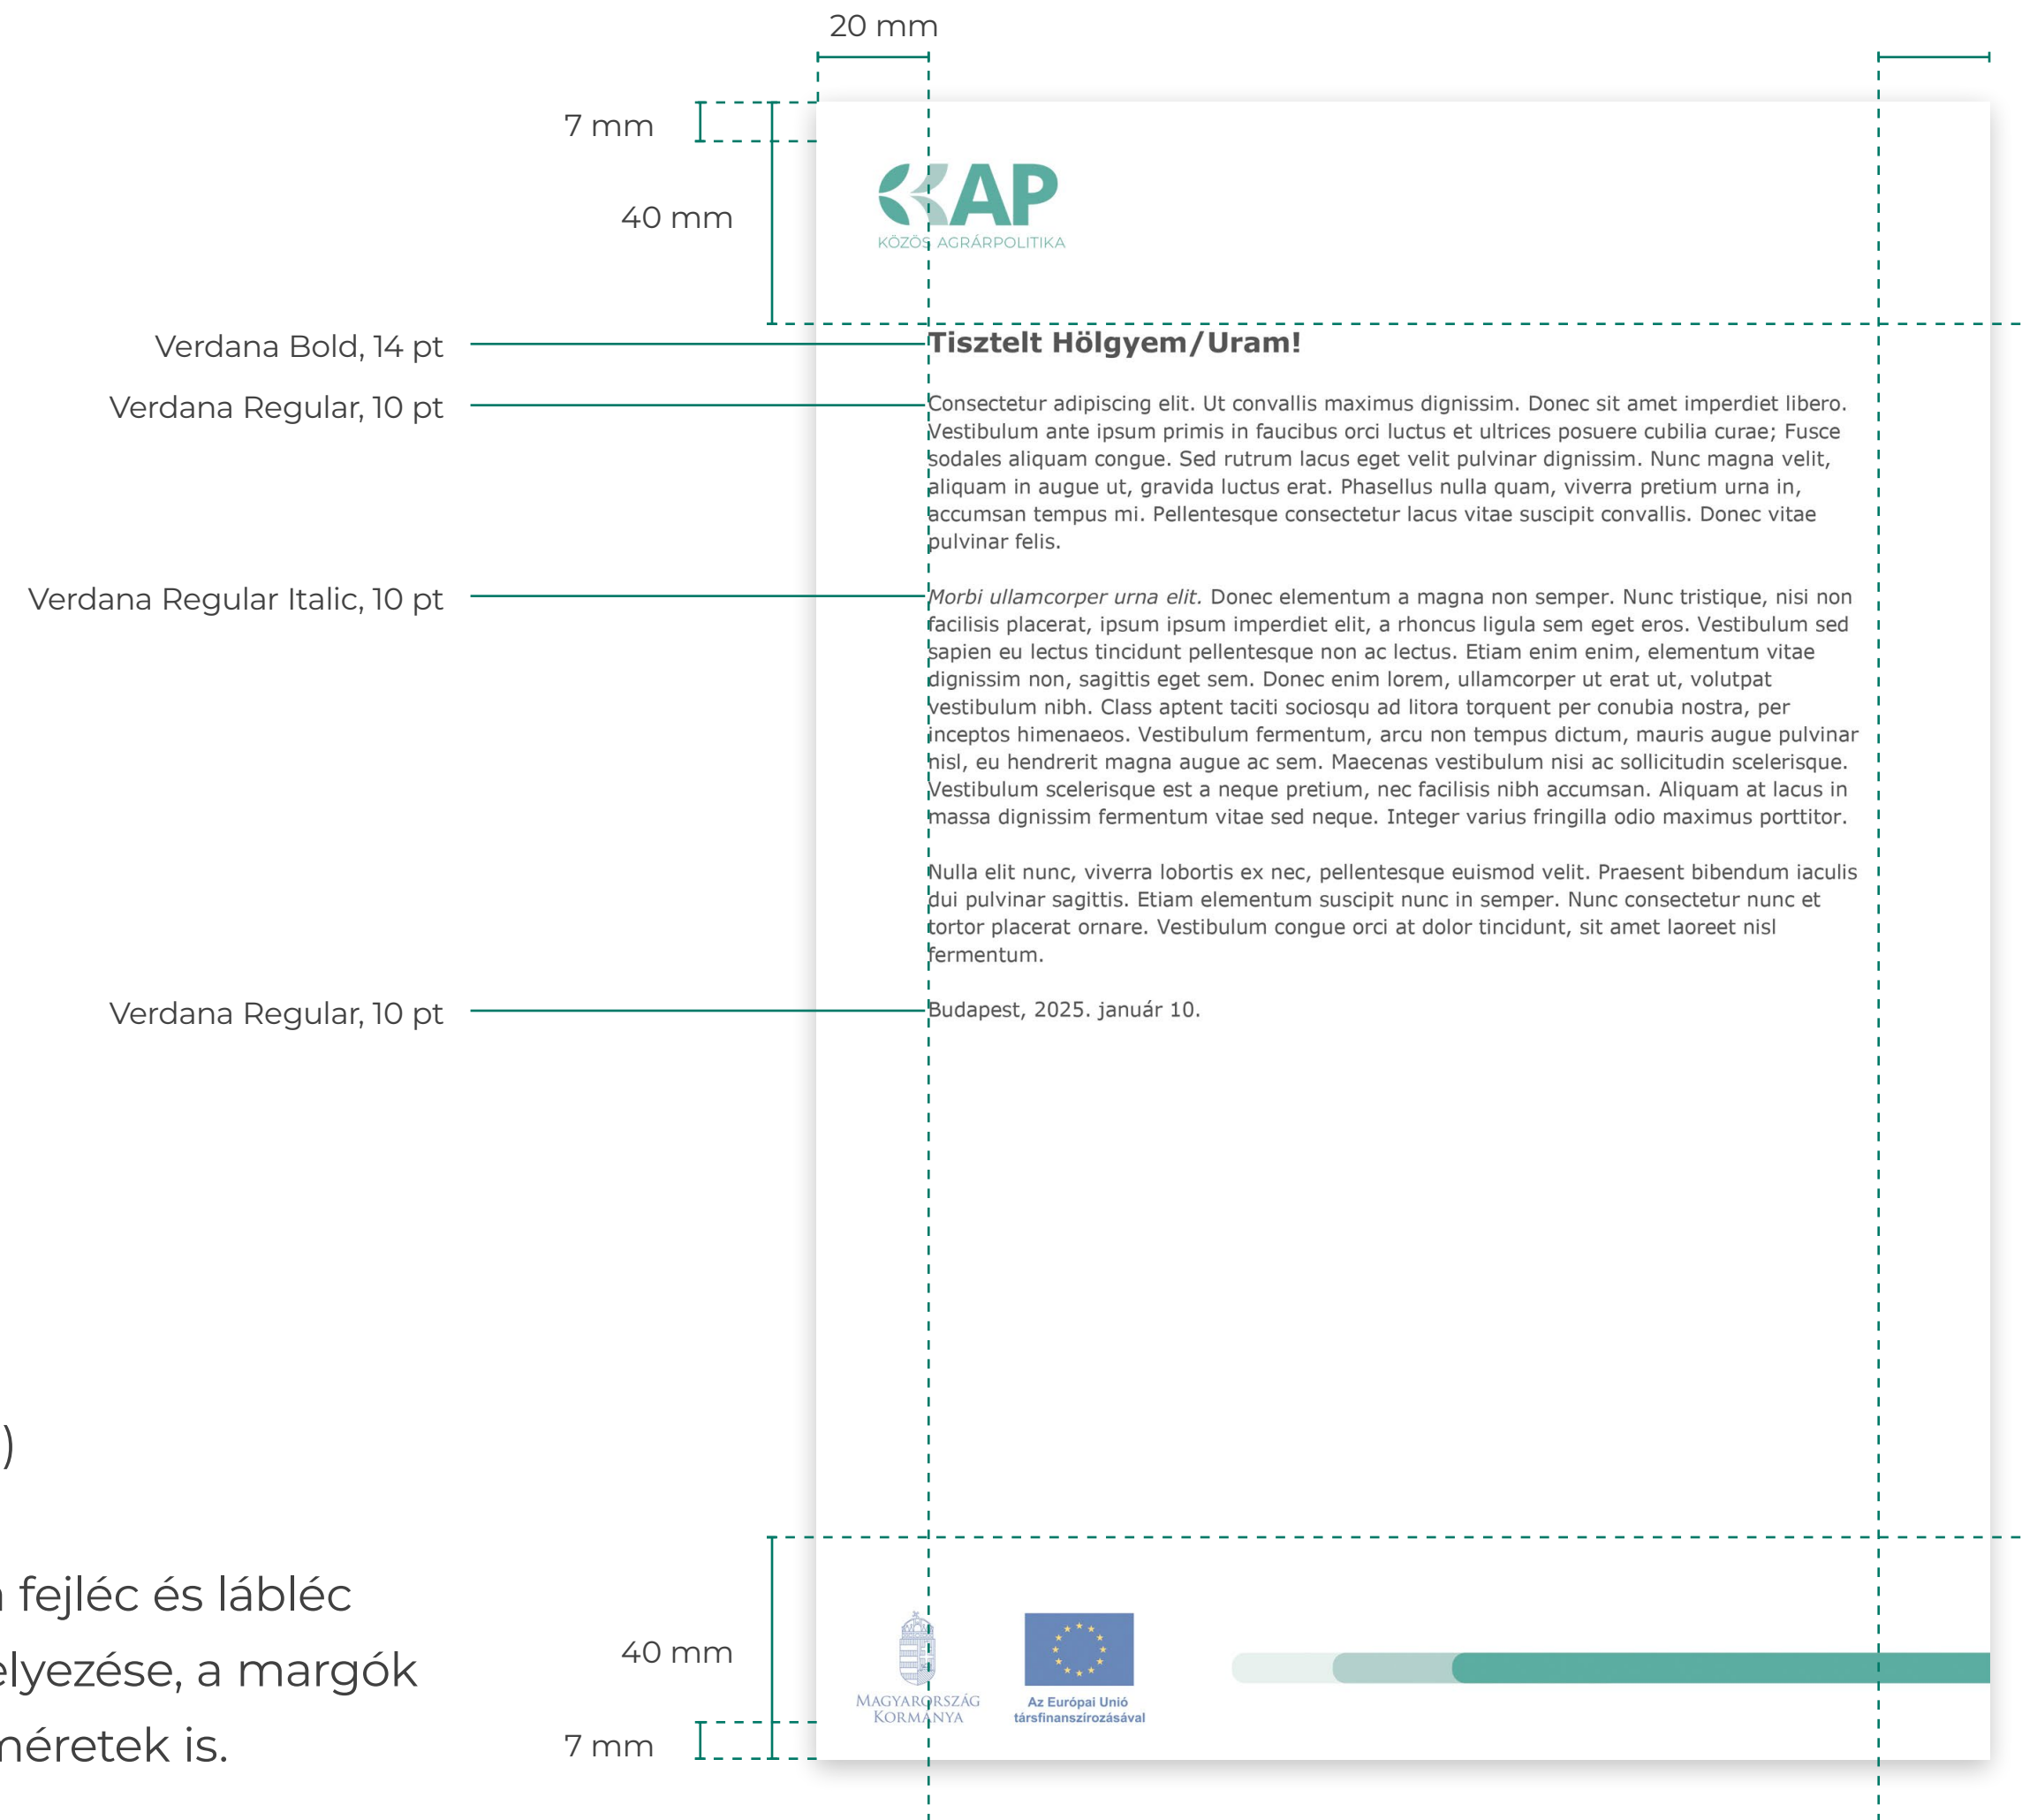 20 mm
7 mm
40 mm
KAP
KÖZÖS AGRÁRPOLITIKA
Verdana Bold, 14 pt
Tisztelt Hölgyem/Uram!
Verdana Regular, 10 pt
Consectetur adipiscing elit. Ut convallis maximus dignissim. Donec sit amet imperdiet libero.
Vestibulum ante ipsum primis in faucibus orci luctus et ultrices posuere cubilia curae; Fusce
sodales aliquam congue. Sed rutrum lacus eget velit pulvinar dignissim. Nunc magna velit,
aliquam in augue ut, gravida luctus erat. Phasellus nulla quam, viverra pretium urna in,
accumsan tempus mi. Pellentesque consectetur lacus vitae suscipit convallis. Donec vitae
pulvinar felis.
Verdana Regular Italic, 10 pt
Morbi ullamcorper urna elit. Donec elementum a magna non semper. Nunc tristique, nisi non
facilisis placerat, ipsum ipsum imperdiet elit, a rhoncus ligula sem eget eros. Vestibulum sed
sapien eu lectus tincidunt pellentesque non ac lectus. Etiam enim enim, elementum vitae
dignissim non, sagittis eget sem. Donec enim lorem, ullamcorper ut erat ut, volutpat
vestibulum nibh. Class aptent taciti sociosqu ad litora torquent per conubia nostra, per
inceptos himenaeos. Vestibulum fermentum, arcu non tempus dictum, mauris augue pulvinar
nisl, eu hendrerit magna augue ac sem. Maecenas vestibulum nisi ac sollicitudin scelerisque.
Vestibulum scelerisque est a neque pretium, nec facilisis nibh accumsan. Aliquam at lacus in
massa dignissim fermentum vitae sed neque. Integer varius fringilla odio maximus porttitor.
Nulla elit nunc, viverra lobortis ex nec, pellentesque euismod velit. Praesent bibendum iaculis
dui pulvinar sagittis. Etiam elementum suscipit nunc in semper. Nunc consectetur nunc et
tortor placerat ornare. Vestibulum congue orci at dolor tincidunt, sit amet laoreet nisl
fermentum.
Verdana Regular, 10 pt
Budapest, 2025. január 10.
)
fejléc és lábléc
elyezése, a margók
méretek is.
40 mm
7 mm
MAGYARORSZÁG
KORMÁNYA
Az Európai Unió
társfinanszírozásával